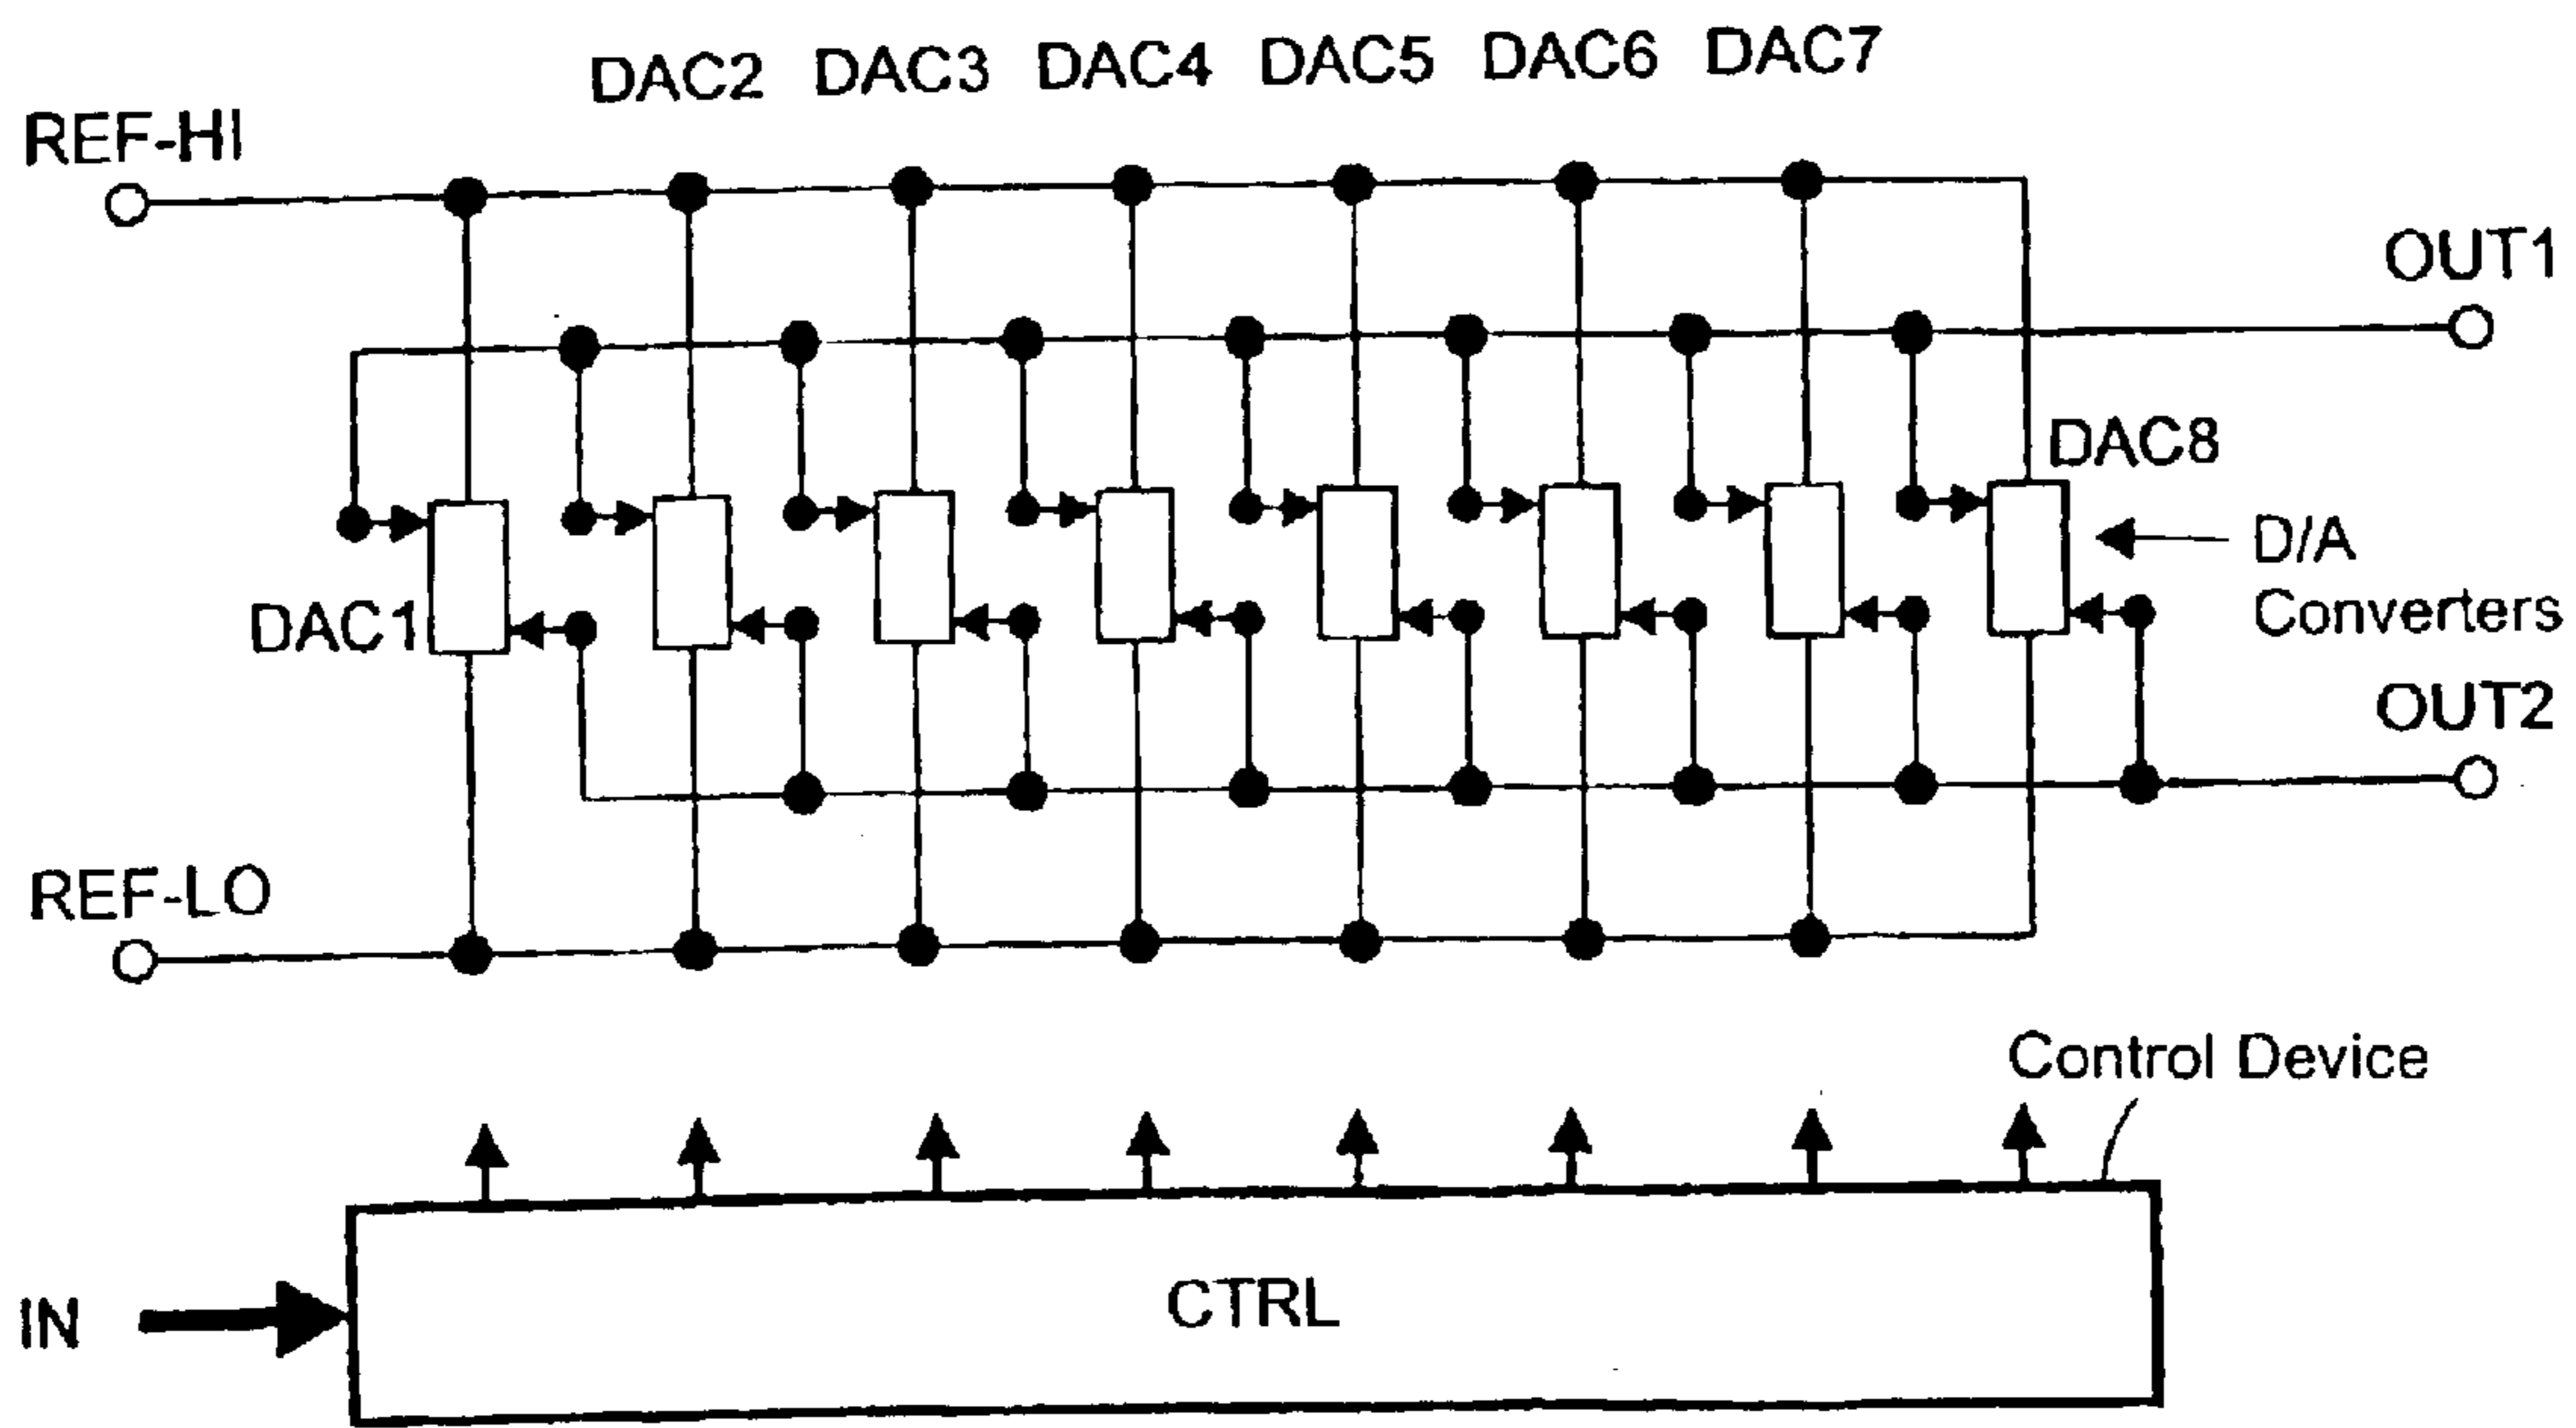 DAC2 DAC3 DAC4 DAC5 DAC6 DAC7
REF-HI
OUT1
DAC8
D/A
Converters
DAC1
OUT2
REF-LO
Control Device
CTRL
IN